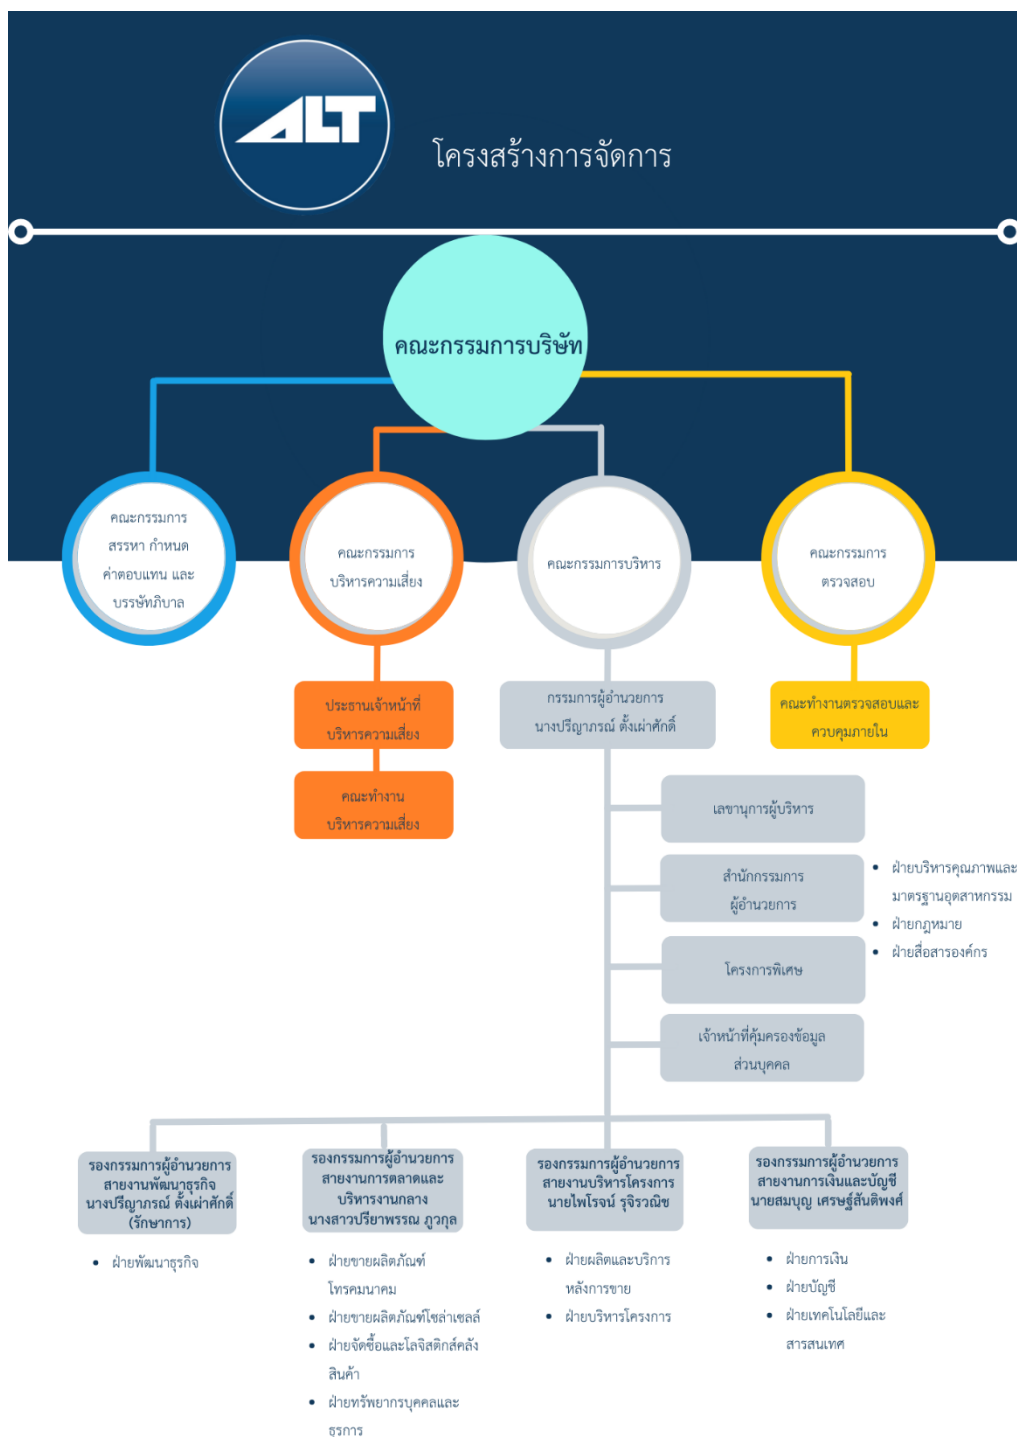 ALT
โครงสร้างการจัดการ
คณะกรรมการบริษัท
คณะกรรมการ
สรรหา กำหนด
ค่าตอบแทน และ
บรรษัทภิบาล
คณะกรรมการ
บริหารความเสี่ยง
คณะกรรมการบริหาร
คณะกรรมการ
ตรวจสอบ
ประธานเจ้าหน้าที่
บริหารความเสี่ยง
คณะทำงาน
บริหารความเสี่ยง
กรรมการผู้อำนวยการ
นางปรีญาภรณ์ ตั้งเผ่าศักดิ์
คณะทำงานตรวจสอบและ
ควบคุมภายใน
เลขานุการผู้บริหาร
สำนักกรรมการ
ผู้อำนวยการ
• ฝ่ายบริหารคุณภาพและ
มาตรฐานอุตสาหกรรม
• ฝ่ายกฎหมาย
• ฝ่ายสื่อสารองค์กร
โครงการพิเศษ
เจ้าหน้าที่คุ้มครองข้อมูล
ส่วนบุคคล
รองกรรมการผู้อำนวยการ
สายงานพัฒนาธุรกิจ
นางปรีญาภรณ์ ตั้งเผ่าศักดิ์
(รักษาการ)
• ฝ่ายพัฒนาธุรกิจ
รองกรรมการผู้อำนวยการ
สายงานการตลาดและ
บริหารงานกลาง
นางสาวปรียาพรรณ ภูวกุล
• ฝ่ายขายผลิตภัณฑ์
โทรคมนาคม
• ฝ่ายขายผลิตภัณฑ์โซล่าเซลล์
• ฝ่ายจัดซื้อและโลจิสติกส์คลัง
สินค้า
• ฝ่ายทรัพยากรบุคคลและ
ธุรการ
รองกรรมการผู้อำนวยการ
สายงานบริหารโครงการ
นายไพโรจน์ รุจิรวณิช
• ฝ่ายผลิตและบริการ
หลังการขาย
• ฝ่ายบริหารโครงการ
รองกรรมการผู้อำนวยการ
สายงานการเงินและบัญชี
นายสมบุญ เศรษฐ์สันติพงศ์
• ฝ่ายการเงิน
• ฝ่ายบัญชี
• ฝ่ายเทคโนโลยีและ
สารสนเทศ